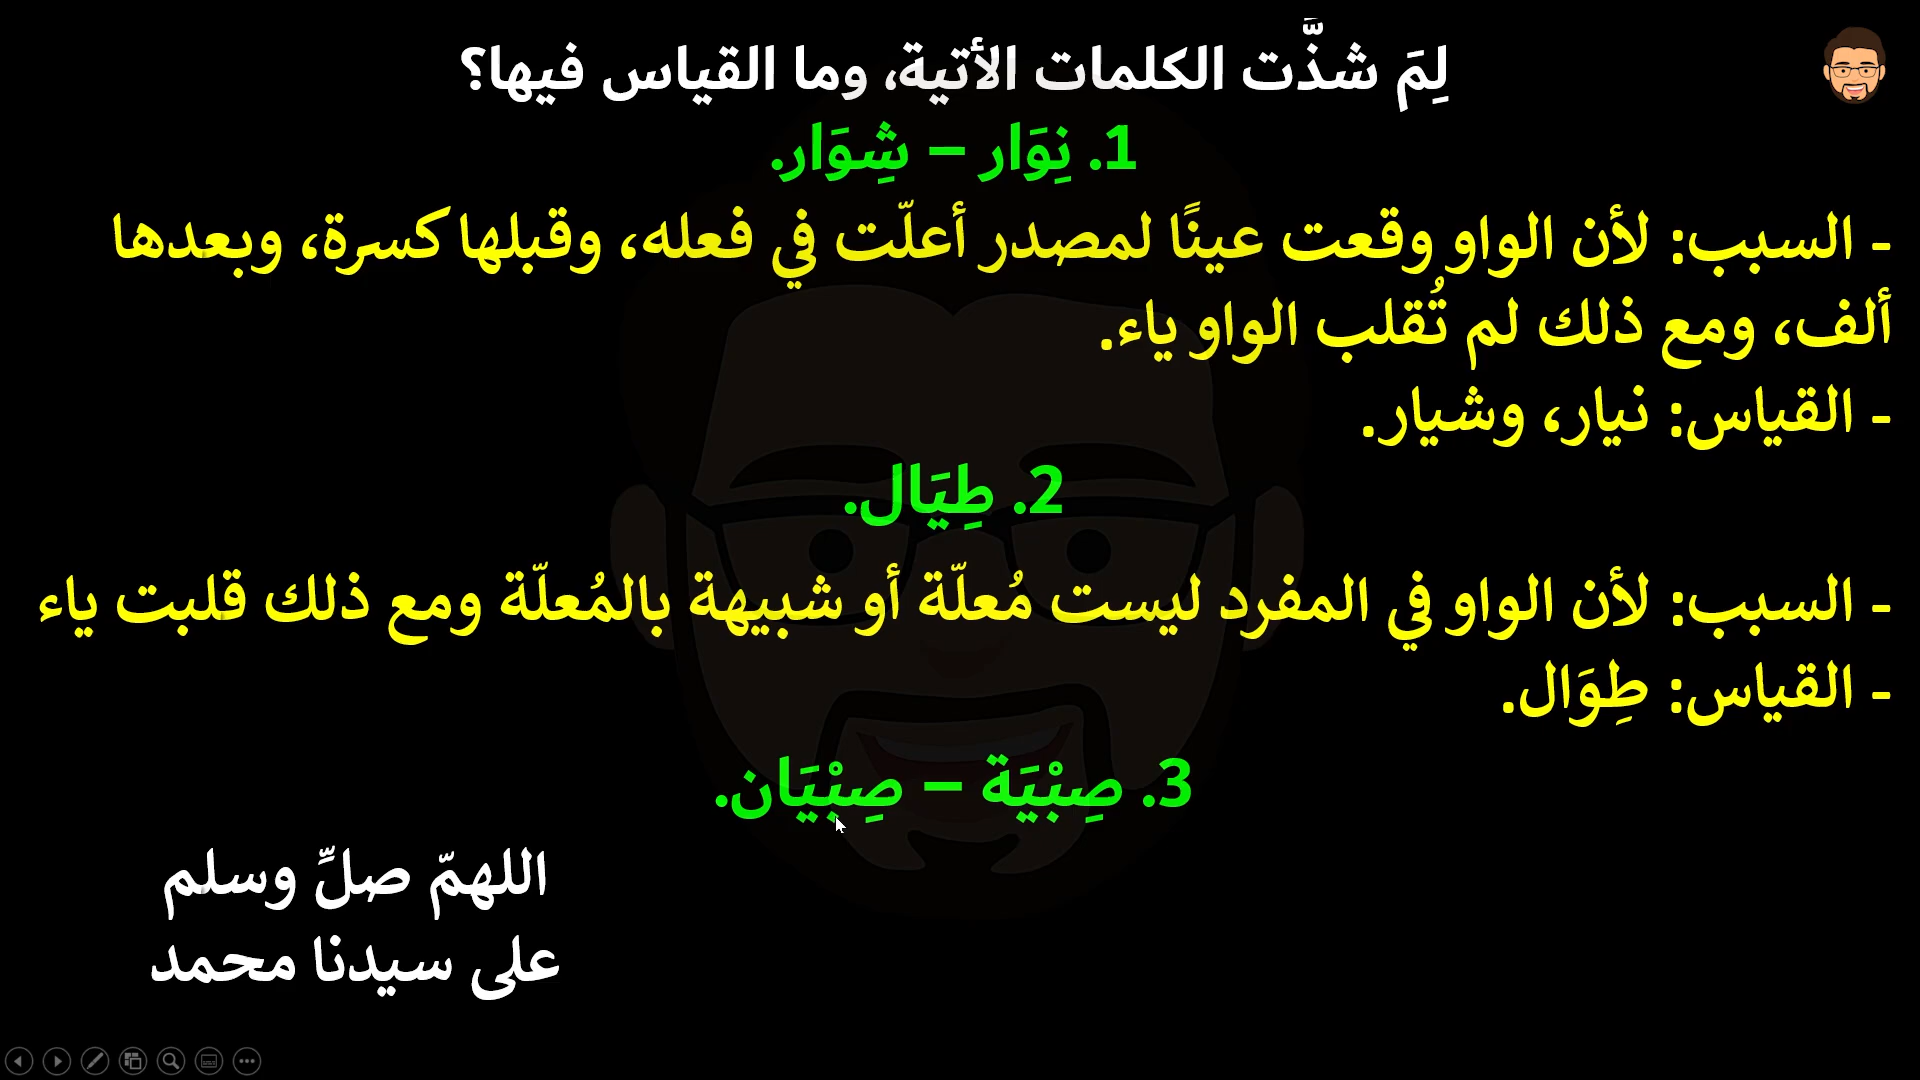 لِمَ شذَّت الكلمات الأتية، وما القياس فيها؟
1. نِوَار – شِوَار.
- السبب: لأن الواو وقعت عينًا لمصدر أعلّت في فعله، وقبلها كسرة، وبعدها
ألف، ومع ذلك لم تُقلب الواو ياء.
- القياس: نيار، وشيار.
2. طِيَال.
- السبب: لأن الواو في المفرد ليست مُعلّة أو شبيهة بالمُعلّة ومع ذلك قلبت ياء
- القياس: طِوَال.
3. صِبْيَة – صِبْيَان.
اللهمّ صلِّ وسلم
على سيدنا محمد